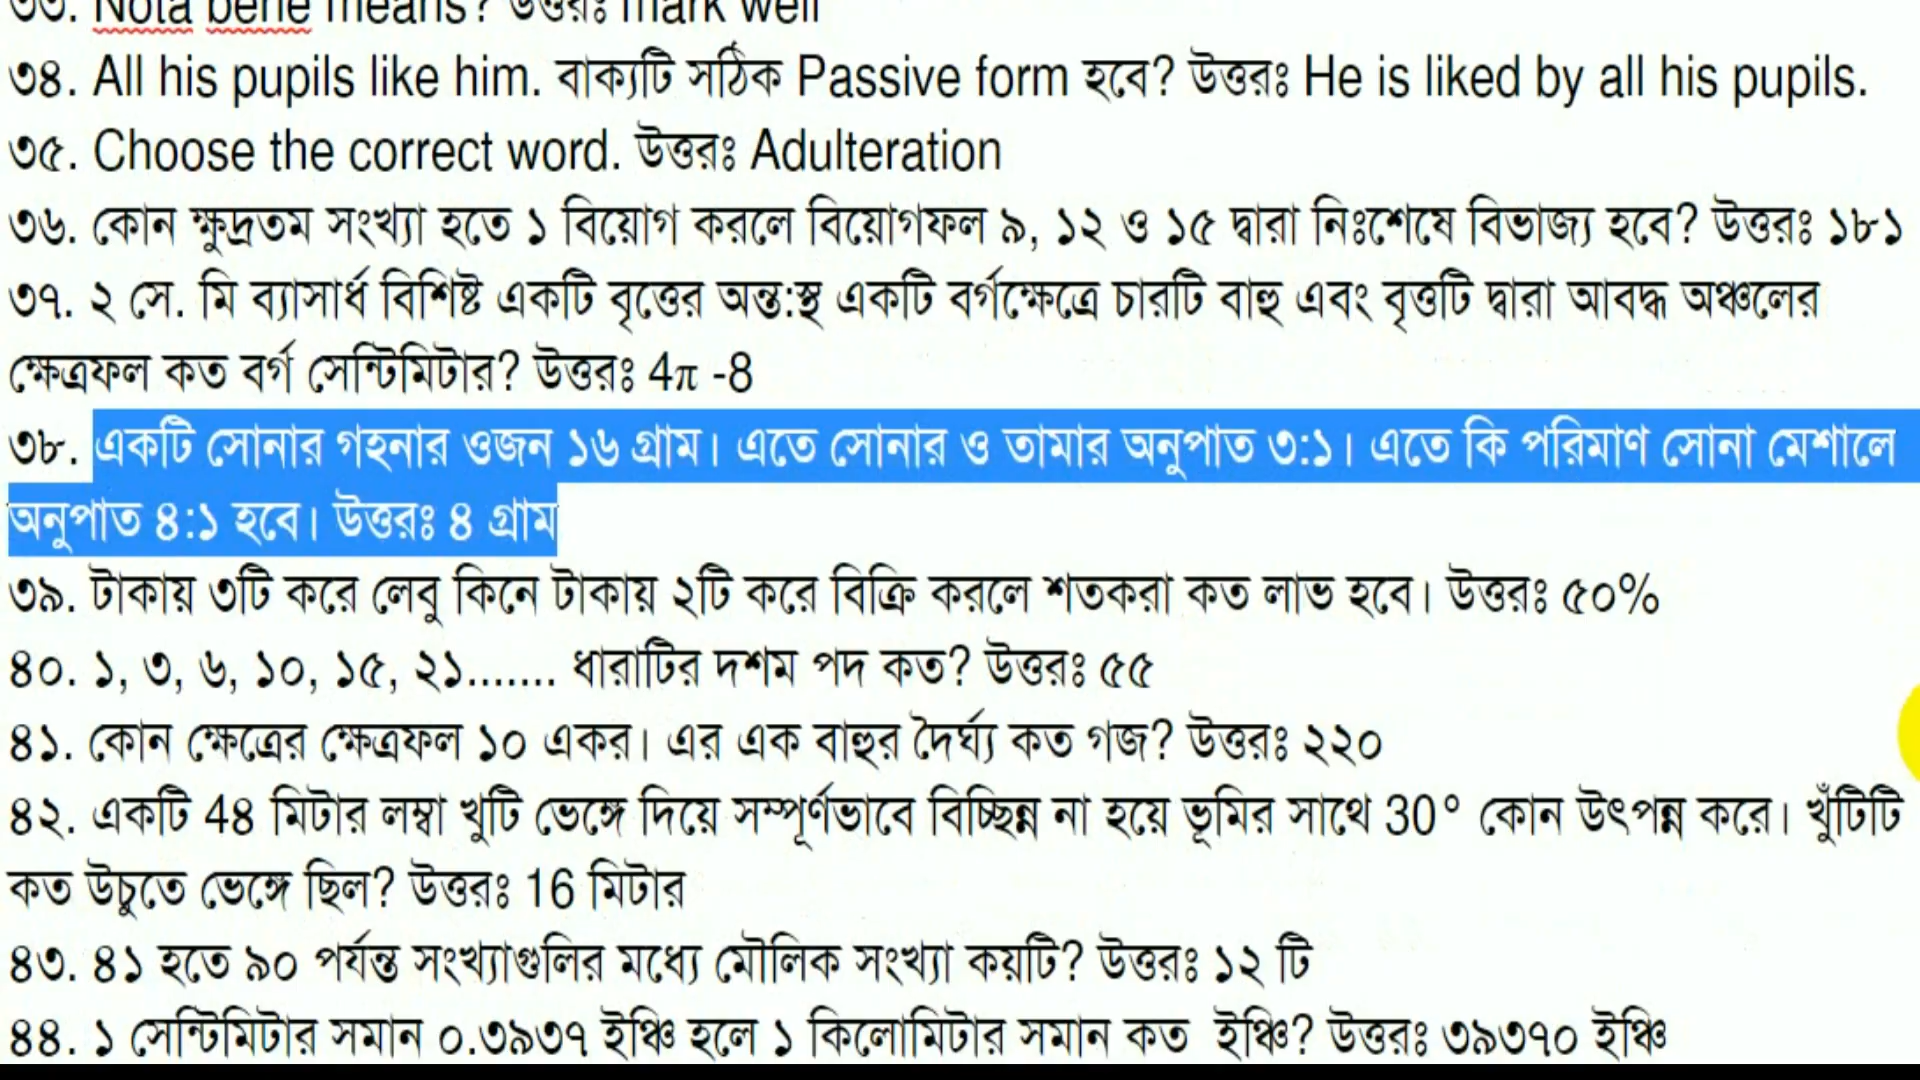 ৩৩. Nota bene means? উত্তরঃ mark well
৩৪. All his pupils like him. বাক্যটি সঠিক Passive form হবে? উত্তরঃ He is liked by all his pupils.
৩৫. Choose the correct word. উত্তরঃ Adulteration
৩৬. কোন ক্ষুদ্রতম সংখ্যা হতে ১ বিয়োগ করলে বিয়োগফল ৯, ১২ ও ১৫ দ্বারা নিঃশেষে বিভাজ্য হবে? উত্তরঃ ১৮১
৩৭. ২ সে. মি ব্যাসার্ধ বিশিষ্ট একটি বৃত্তের অন্ত:স্থ একটি বর্গক্ষেত্রে চারটি বাহু এবং বৃত্তটি দ্বারা আবদ্ধ অঞ্চলের
ক্ষেত্রফল কত বর্গ সেন্টিমিটার? উত্তরঃ 4π -8
৩৮. একটি সোনার গহনার ওজন ১৬ গ্রাম। এতে সোনার ও তামার অনুপাত ৩:১। এতে কি পরিমাণ সোনা মেশালে
অনুপাত ৪:১ হবে। উত্তরঃ ৪ গ্রাম
৩৯. টাকায় ৩টি করে লেবু কিনে টাকায় ২টি করে বিক্রি করলে শতকরা কত লাভ হবে। উত্তরঃ ৫০%
৪০. ১, ৩, ৬, ১০, ১৫, ২১....... ধারাটির দশম পদ কত? উত্তরঃ ৫৫
৪১. কোন ক্ষেত্রের ক্ষেত্রফল ১০ একর। এর এক বাহুর দৈর্ঘ্য কত গজ? উত্তরঃ ২২০
৪২. একটি 48 মিটার লম্বা খুটি ভেঙ্গে দিয়ে সম্পূর্ণভাবে বিচ্ছিন্ন না হয়ে ভূমির সাথে 30° কোন উৎপন্ন করে। খুঁটিটি
কত উচুতে ভেঙ্গে ছিল? উত্তরঃ 16 মিটার
৪৩. ৪১ হতে ৯০ পর্যন্ত সংখ্যাগুলির মধ্যে মৌলিক সংখ্যা কয়টি? উত্তরঃ ১২ টি
৪৪. ১ সেন্টিমিটার সমান ০.৩৯৩৭ ইঞ্চি হলে ১ কিলোমিটার সমান কত ইঞ্চি? উত্তরঃ ৩৯৩৭০ ইঞ্চি